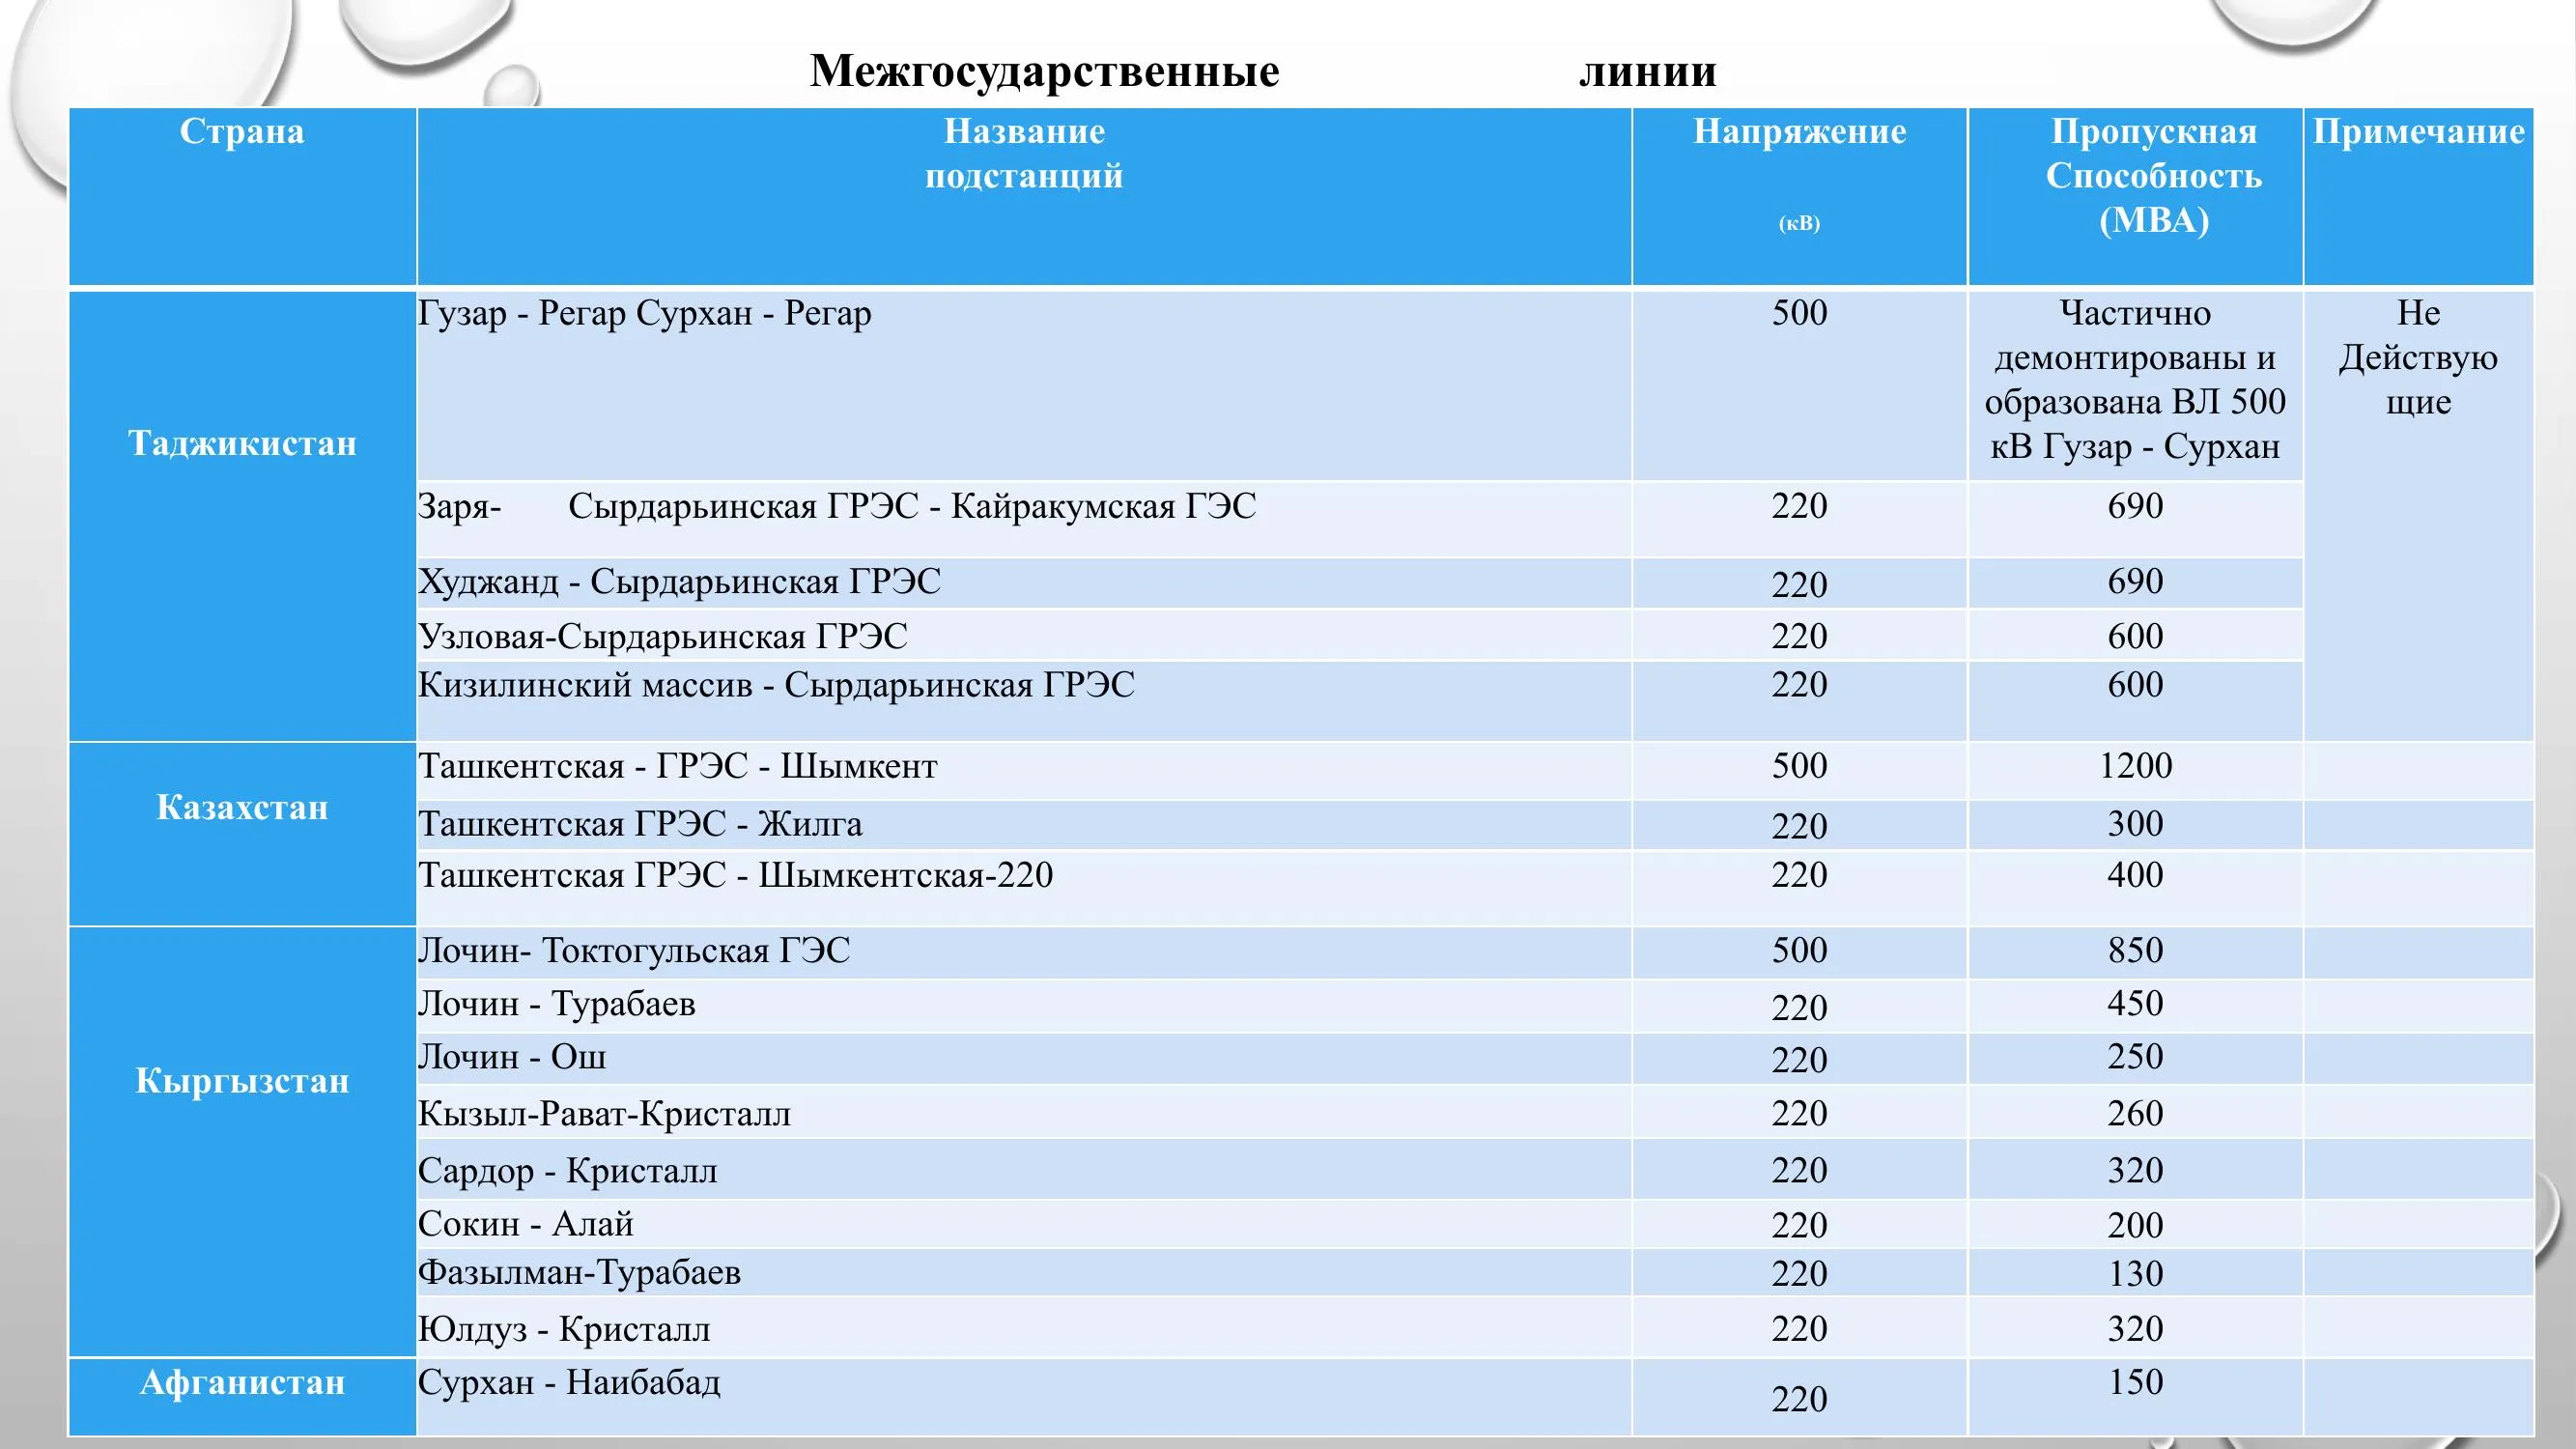 Межгосударственные линии
Страна
Название
подстанций
Напряжение
(кВ)
Пропускная
Способность
(МВА)
Примечание
Таджикистан
Гузар - Регар Сурхан - Регар
500
Частично
демонтированы и
образована ВЛ 500
кВ Гузар - Сурхан
Не
Действую
щие
Заря- Сырдарьинская ГРЭС - Кайракумская ГЭС
220
690
Худжанд - Сырдарьинская ГРЭС
220
690
Узловая-Сырдарьинская ГРЭС
220
600
Кизилинский массив - Сырдарьинская ГРЭС
220
600
Казахстан
Ташкентская - ГРЭС - Шымкент
500
1200
Ташкентская ГРЭС - Жилга
220
300
Ташкентская ГРЭС - Шымкентская-220
220
400
Кыргызстан
Лочин- Токтогульская ГЭС
500
850
Лочин - Турабаев
220
450
Лочин - Ош
220
250
Кызыл-Рават-Кристалл
220
260
Сардор - Кристалл
220
320
Сокин - Алай
220
200
Фазылман-Турабаев
220
130
Юлдуз - Кристалл
220
320
Афганистан
Сурхан - Наибабад
220
150